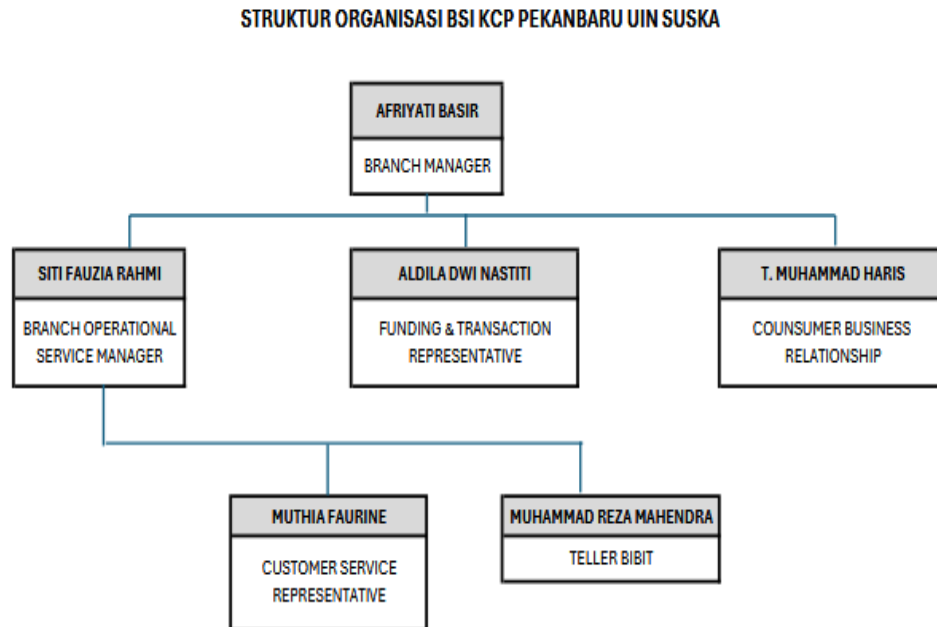 STRUKTUR ORGANISASI BSI KCP PEKANBARU UIN SUSKA
AFRIYATI BASIR
BRANCH MANAGER
SITI FAUZIA RAHMI
BRANCH OPERATIONAL
SERVICE MANAGER
ALDILA DWI NASTITI
FUNDING & TRANSACTION
REPRESENTATIVE
T. MUHAMMAD HARIS
COUNSUMER BUSINESS
RELATIONSHIP
MUTHIA FAURINE
CUSTOMER SERVICE
REPRESENTATIVE
MUHAMMAD REZA MAHENDRA
TELLER BIBIT